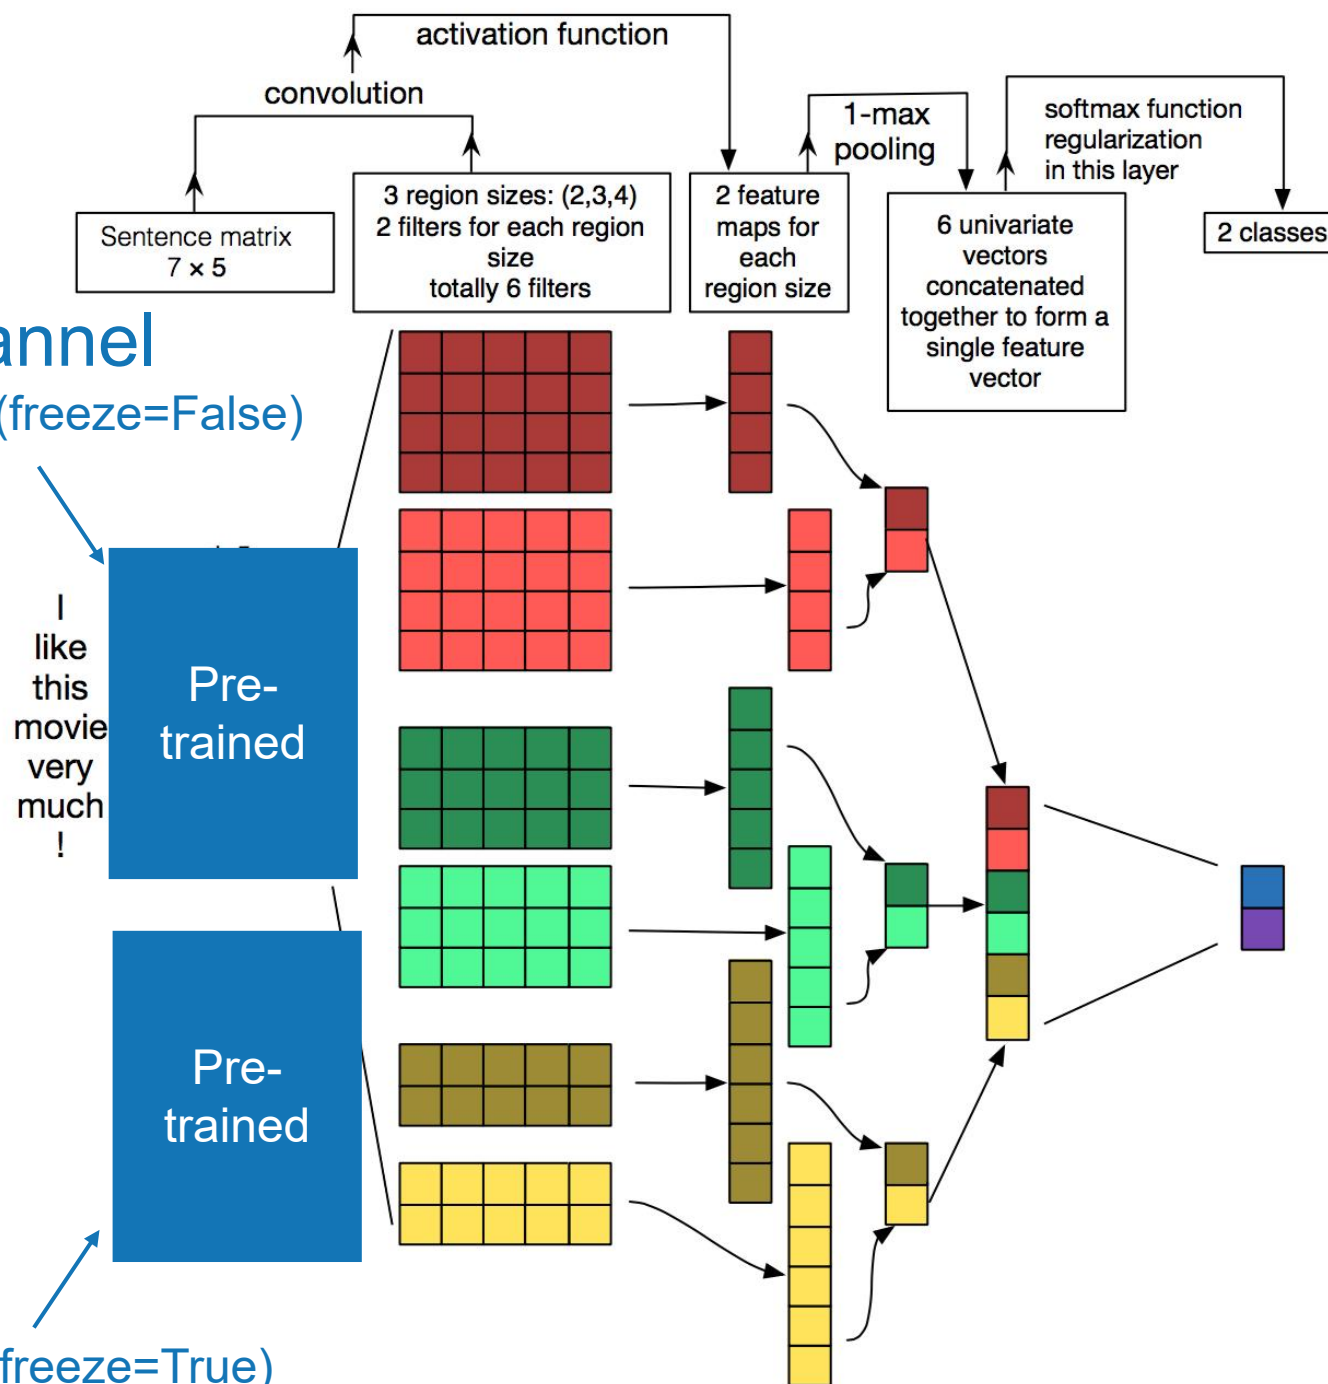 activation function
convolution
1-max
pooling
softmax function
regularization
in this layer
Sentence matrix
7 × 5
3 region sizes: (2,3,4)
2 filters for each region
size
totally 6 filters
2 feature
maps for
each
region size
6 univariate
vectors
concatenated
together to form a
single feature
vector
2 classes
annel
(freeze=False)
I
like
this
movie
very
much
!
Pre-
trained
Pre-
trained
freeze=True)